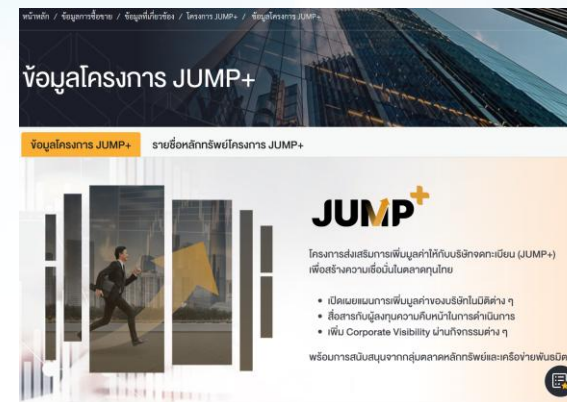 หน้าหลัก / ข้อมูลการซื้อขาย / ข้อมูลที่เกี่ยวข้อง / โครงการ JUMP+ / ข้อมูลโครงการ JUMP+
ข้อมูลโครงการ JUMP+
ข้อมูลโครงการ JUMP+ รายชื่อหลักทรัพย์โครงการ JUMP+
JUMP+
โครงการส่งเสริมการเพิ่มมูลค่าให้กับบริษัทจดทะเบียน (JUMP+)
เพื่อสร้างความเชื่อมั่นในตลาดทุนไทย
• เปิดเผยแผนการเพิ่มมูลค่าของบริษัทในมิติต่าง ๆ
• สื่อสารกับผู้ลงทุนความคืบหน้าในการดำเนินการ
• เพิ่ม Corporate Visibility ผ่านกิจกรรมต่าง ๆ
พร้อมการสนับสนุนจากกลุ่มตลาดหลักทรัพย์และเครือข่ายพันธมิต